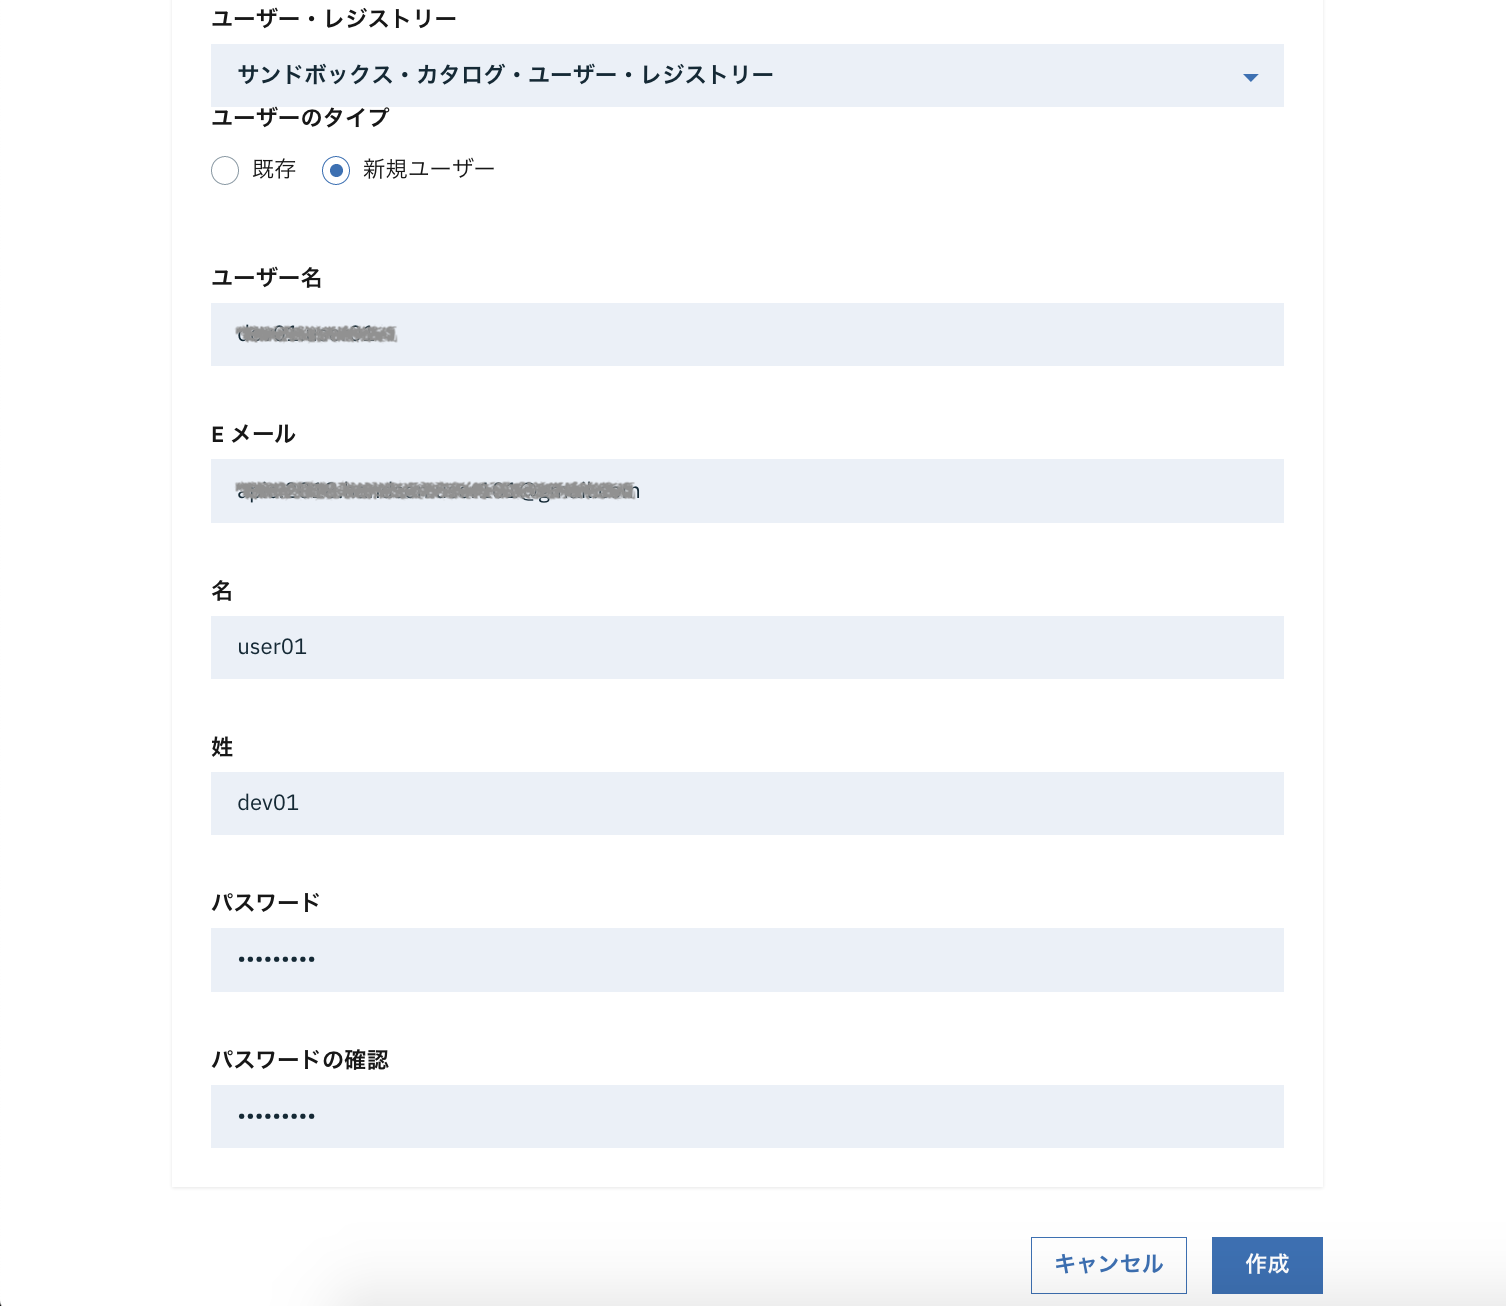 ユーザー・レジストリー
サンドボックス・カタログ・ユーザー・レジストリー
ユーザーのタイプ
既存 新規ユーザー
ユーザー名
E メール
名
user01
姓
dev01
パスワード
•••••••••
パスワードの確認
•••••••••
キャンセル 作成